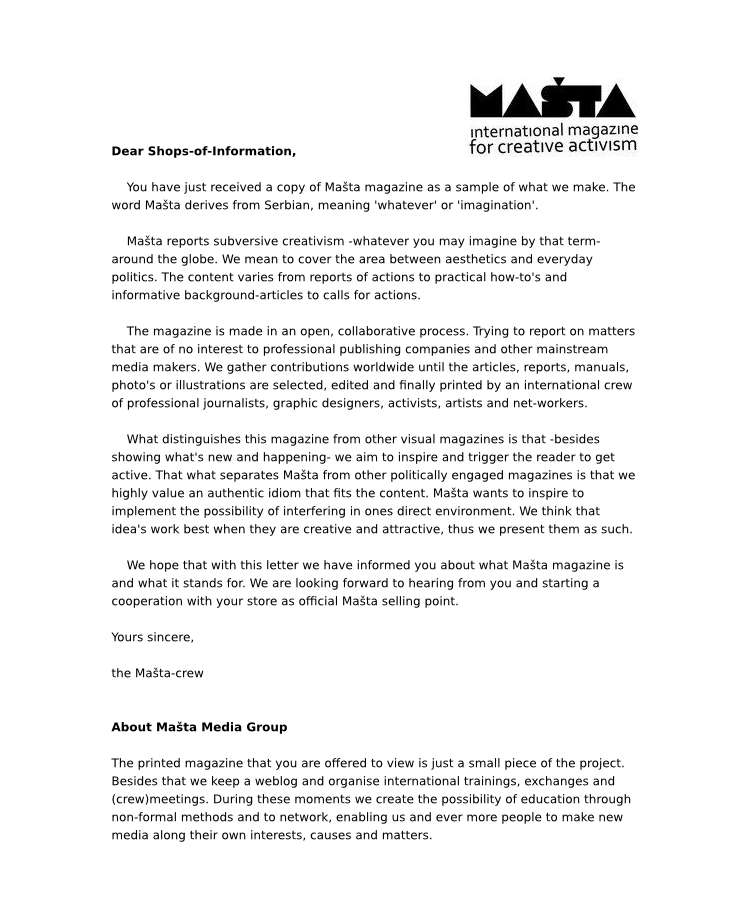 MAŠTA
international magazine
for creative activism
Dear Shops-of-Information,
You have just received a copy of Mašta magazine as a sample of what we make. The
word Mašta derives from Serbian, meaning 'whatever' or 'imagination'.
Mašta reports subversive creativism -whatever you may imagine by that term-
around the globe. We mean to cover the area between aesthetics and everyday
politics. The content varies from reports of actions to practical how-to's and
informative background-articles to calls for actions.
The magazine is made in an open, collaborative process. Trying to report on matters
that are of no interest to professional publishing companies and other mainstream
media makers. We gather contributions worldwide until the articles, reports, manuals,
photo's or illustrations are selected, edited and finally printed by an international crew
of professional journalists, graphic designers, activists, artists and net-workers.
What distinguishes this magazine from other visual magazines is that -besides
showing what's new and happening- we aim to inspire and trigger the reader to get
active. That what separates Mašta from other politically engaged magazines is that we
highly value an authentic idiom that fits the content. Mašta wants to inspire to
implement the possibility of interfering in ones direct environment. We think that
idea's work best when they are creative and attractive, thus we present them as such.
We hope that with this letter we have informed you about what Mašta magazine is
and what it stands for. We are looking forward to hearing from you and starting a
cooperation with your store as official Mašta selling point.
Yours sincere,
the Mašta-crew
About Mašta Media Group
The printed magazine that you are offered to view is just a small piece of the project.
Besides that we keep a weblog and organise international trainings, exchanges and
(crew)meetings. During these moments we create the possibility of education through
non-formal methods and to network, enabling us and ever more people to make new
media along their own interests, causes and matters.